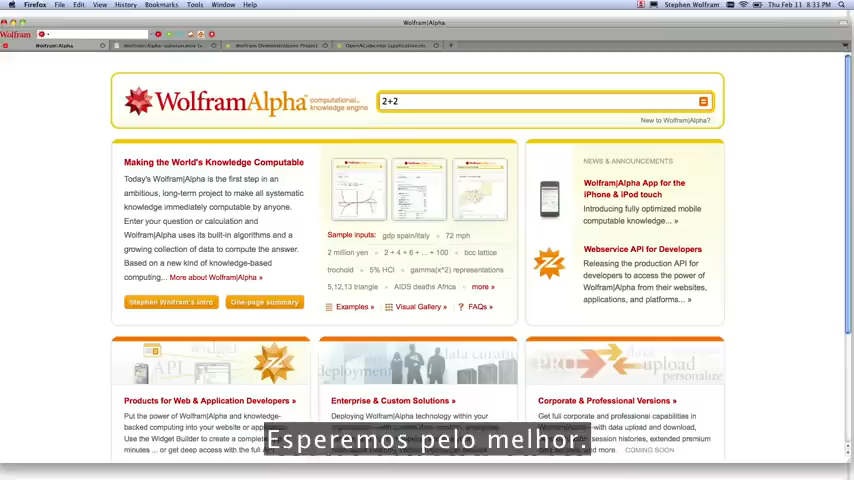 Firefox File Edit View History Bookmarks Tools Window Help
Stephen Wolfram Thu Feb 11 8:33 PM
Wolfram|Alpha
Wolfram
Wolfram|Alpha
Wolfram Demonstrations Project
WolframAlpha computational knowledge engine
2+2
New to Wolfram|Alpha?
Making the World's Knowledge Computable
Today's Wolfram|Alpha is the first step in an
ambitious, long-term project to make all systematic
knowledge immediately computable by anyone.
Enter your question or calculation and
Wolfram|Alpha uses its built-in algorithms and a
growing collection of data to compute the answer.
Based on a new kind of knowledge-based
computing... More about Wolfram|Alpha »
Stephen Wolfram's intro
One-page summary
Sample inputs: gdp spain/italy • 72 mph
2 million yen • 2 + 4 + 6 + ... + 100 • bcc lattice
trochoid • 5% HCl • gamma(x^2) representations
5,12,13 triangle • AIDS deaths Africa • more »
Examples » Visual Gallery » ? FAQs »
NEWS & ANNOUNCEMENTS
Wolfram|Alpha App for the
iPhone & iPod touch
Introducing fully optimized mobile
computable knowledge... »
Webservice API for Developers
Releasing the production API for
developers to access the power of
Wolfram|Alpha from their websites,
applications, and platforms... »
widget
API
Products for Web & Application Developers »
Put the power of Wolfram|Alpha and knowledge-
backed computing into your website or
Use the Widget Builder to create a
minutes ... or get deep access with the full
deployment
data curation
Enterprise & Custom Solutions »
Deploying Wolfram|Alpha technology within your
PRO
upload
personalize
Corporate & Professional Versions »
Get full corporate and professional capabilities in
Wolfram|Alpha—with data upload and download,
session histories, extended premium
COMING SOON
Esperemos pelo melhor.